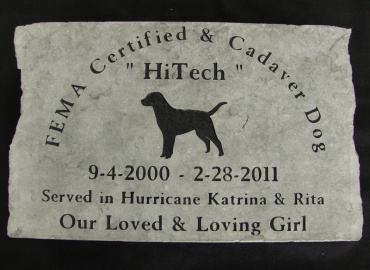 FEMA Certified & Cadaver Dog
" HiTech "
9-4-2000 - 2-28-2011
Served in Hurricane Katrina & Rita
Our Loved & Loving Girl